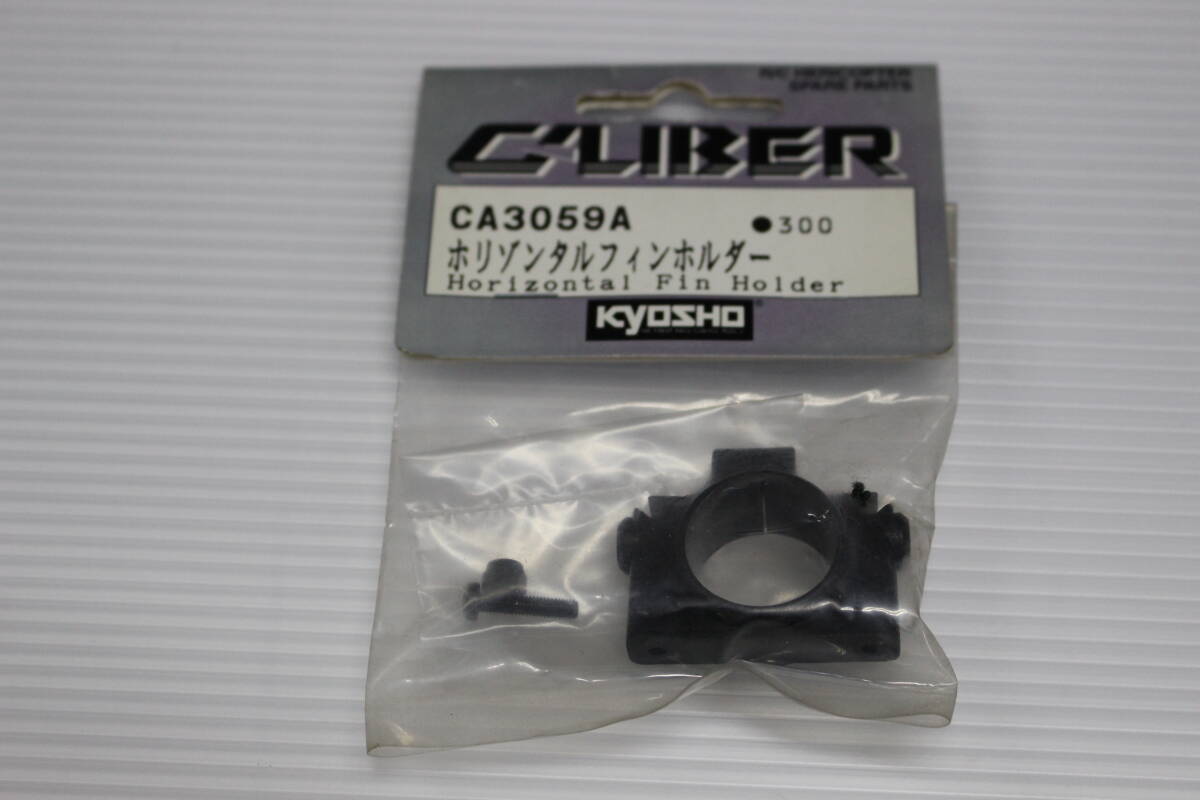 R/C HELICOPTER
SPARE PARTS
CALIBER
CA3059A ●300
ホリゾンタルフィンホルダー
Horizontal Fin Holder
KYOSHO